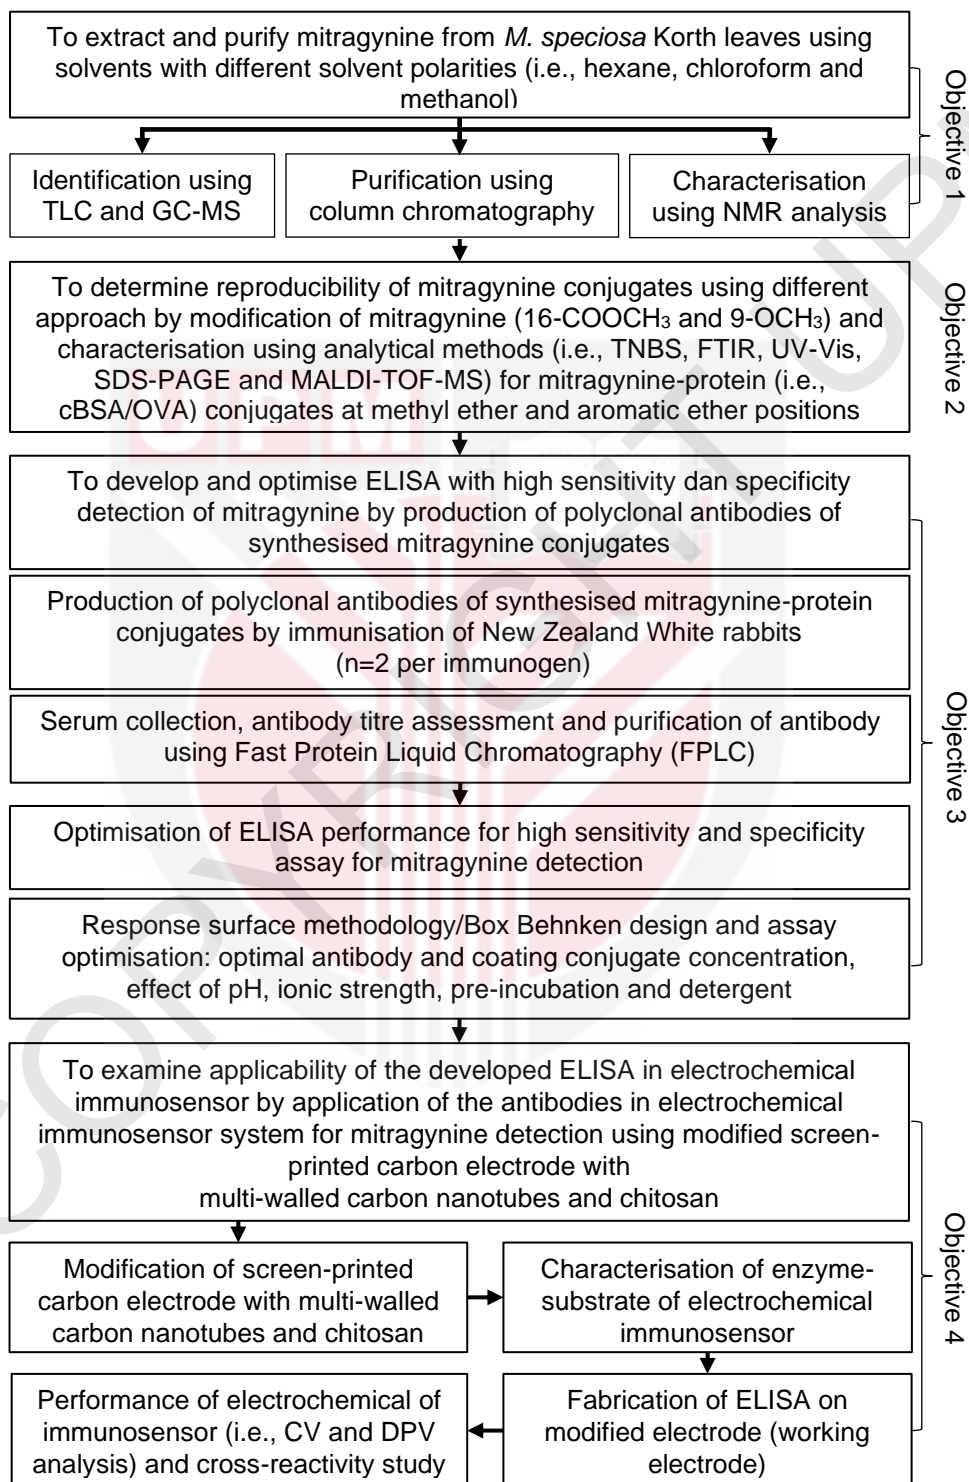 To extract and purify mitragynine from M. speciosa Korth leaves using
solvents with different solvent polarities (i.e., hexane, chloroform and
methanol)
Objective 1
Identification using
TLC and GC-MS
Purification using
column chromatography
Characterisation
using NMR analysis
To determine reproducibility of mitragynine conjugates using different
approach by modification of mitragynine (16-COOCH₃ and 9-OCH₃) and
characterisation using analytical methods (i.e., TNBS, FTIR, UV-Vis,
SDS-PAGE and MALDI-TOF-MS) for mitragynine-protein (i.e.,
cBSA/OVA) conjugates at methyl ether and aromatic ether positions
Objective 2
To develop and optimise ELISA with high sensitivity dan specificity
detection of mitragynine by production of polyclonal antibodies of
synthesised mitragynine conjugates
Production of polyclonal antibodies of synthesised mitragynine-protein
conjugates by immunisation of New Zealand White rabbits
(n=2 per immunogen)
Serum collection, antibody titre assessment and purification of antibody
using Fast Protein Liquid Chromatography (FPLC)
Objective 3
Optimisation of ELISA performance for high sensitivity and specificity
assay for mitragynine detection
Response surface methodology/Box Behnken design and assay
optimisation: optimal antibody and coating conjugate concentration,
effect of pH, ionic strength, pre-incubation and detergent
To examine applicability of the developed ELISA in electrochemical
immunosensor by application of the antibodies in electrochemical
immunosensor system for mitragynine detection using modified screen-
printed carbon electrode with
multi-walled carbon nanotubes and chitosan
Objective 4
Modification of screen-printed
carbon electrode with multi-walled
carbon nanotubes and chitosan
Characterisation of enzyme-
substrate of electrochemical
immunosensor
Performance of electrochemical of
immunosensor (i.e., CV and DPV
analysis) and cross-reactivity study
Fabrication of ELISA on
modified electrode (working
electrode)
UPM
COPYRIGHT UPM